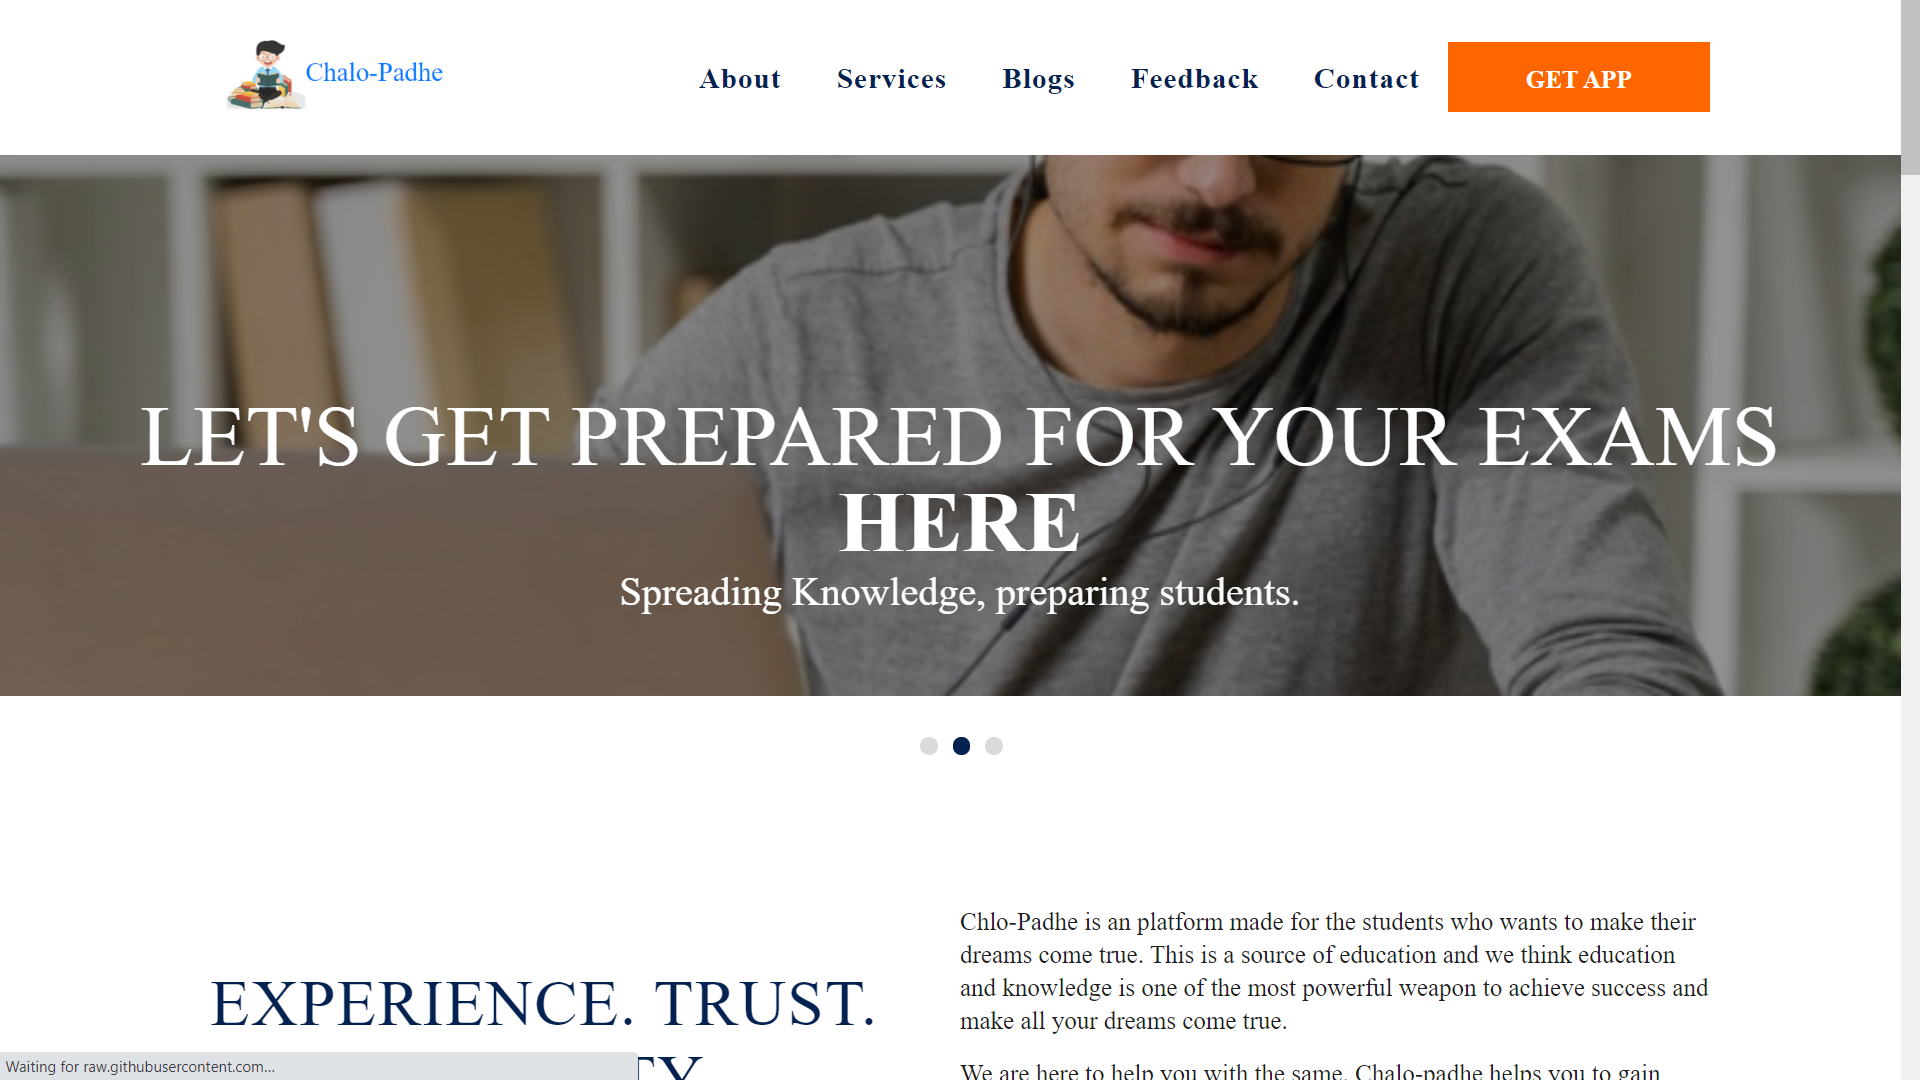 Chalo-Padhe
About
Services
Blogs
Feedback
Contact
GET APP
LET'S GET PREPARED FOR YOUR EXAMS
HERE
Spreading Knowledge, preparing students.
EXPERIENCE. TRUST.
Chlo-Padhe is an platform made for the students who wants to make their
dreams come true. This is a source of education and we think education
and knowledge is one of the most powerful weapon to achieve success and
make all your dreams come true.
We are here to help you with the same. Chalo-padhe helps you to gain
Waiting for raw.githubusercontent.com...